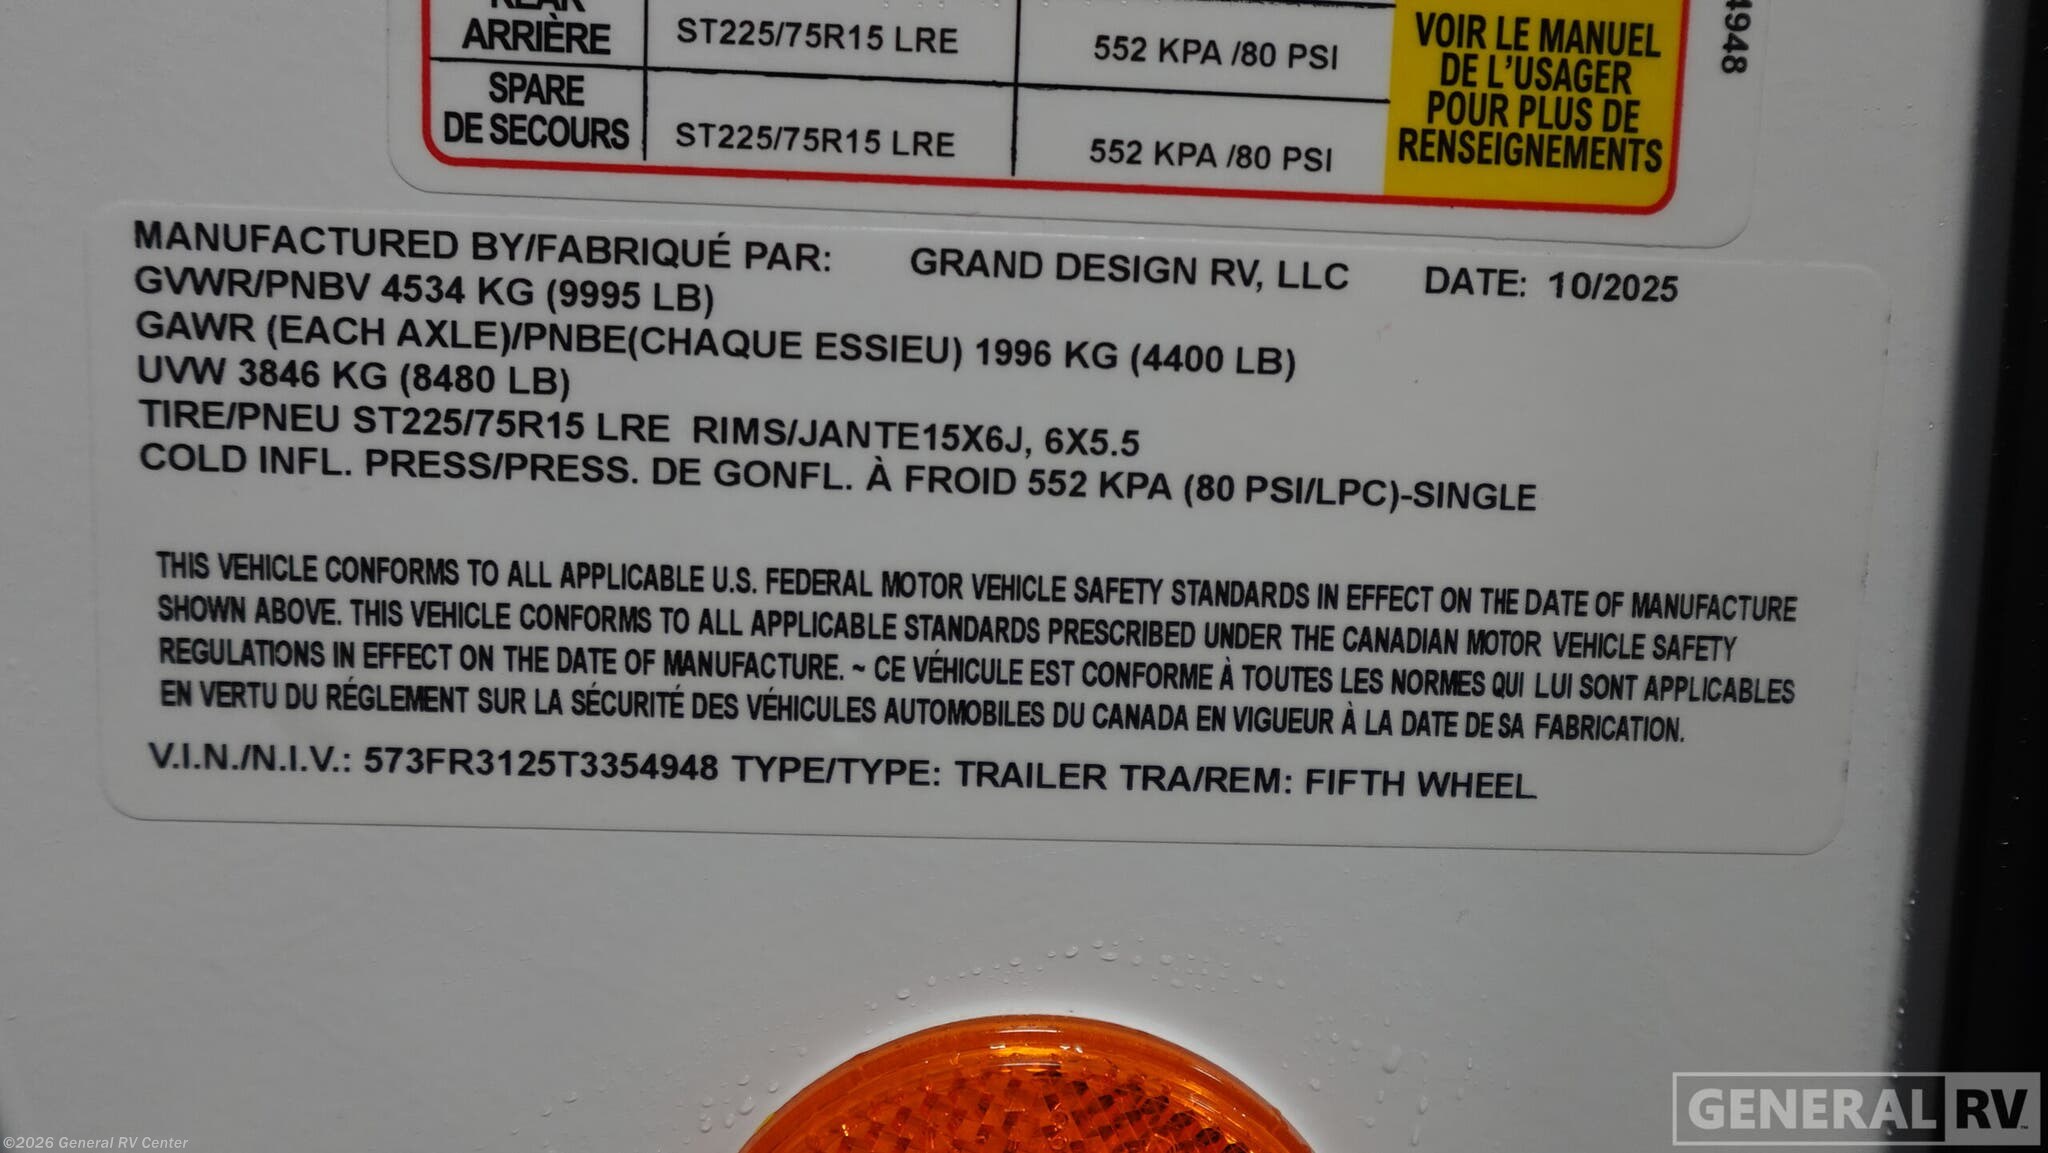 REAR
ARRIÈRE ST225/75R15 LRE 552 KPA /80 PSI
SPARE
DE SECOURS ST225/75R15 LRE 552 KPA /80 PSI
VOIR LE MANUEL
DE L'USAGER
POUR PLUS DE
RENSEIGNEMENTS
4948
MANUFACTURED BY/FABRIQUÉ PAR: GRAND DESIGN RV, LLC DATE: 10/2025
GVWR/PNBV 4534 KG (9995 LB)
GAWR (EACH AXLE)/PNBE(CHAQUE ESSIEU) 1996 KG (4400 LB)
UVW 3846 KG (8480 LB)
TIRE/PNEU ST225/75R15 LRE RIMS/JANTE15X6J, 6X5.5
COLD INFL. PRESS/PRESS. DE GONFL. À FROID 552 KPA (80 PSI/LPC)-SINGLE
THIS VEHICLE CONFORMS TO ALL APPLICABLE U.S. FEDERAL MOTOR VEHICLE SAFETY STANDARDS IN EFFECT ON THE DATE OF MANUFACTURE
SHOWN ABOVE. THIS VEHICLE CONFORMS TO ALL APPLICABLE STANDARDS PRESCRIBED UNDER THE CANADIAN MOTOR VEHICLE SAFETY
REGULATIONS IN EFFECT ON THE DATE OF MANUFACTURE. ~ CE VÉHICULE EST CONFORME À TOUTES LES NORMES QUI LUI SONT APPLICABLES
EN VERTU DU RÉGLEMENT SUR LA SÉCURITÉ DES VÉHICULES AUTOMOBILES DU CANADA EN VIGUEUR À LA DATE DE SA FABRICATION.
V.I.N./N.I.V.: 573FR3125T3354948 TYPE/TYPE: TRAILER TRA/REM: FIFTH WHEEL
GENERAL RV
©2026 General RV Center